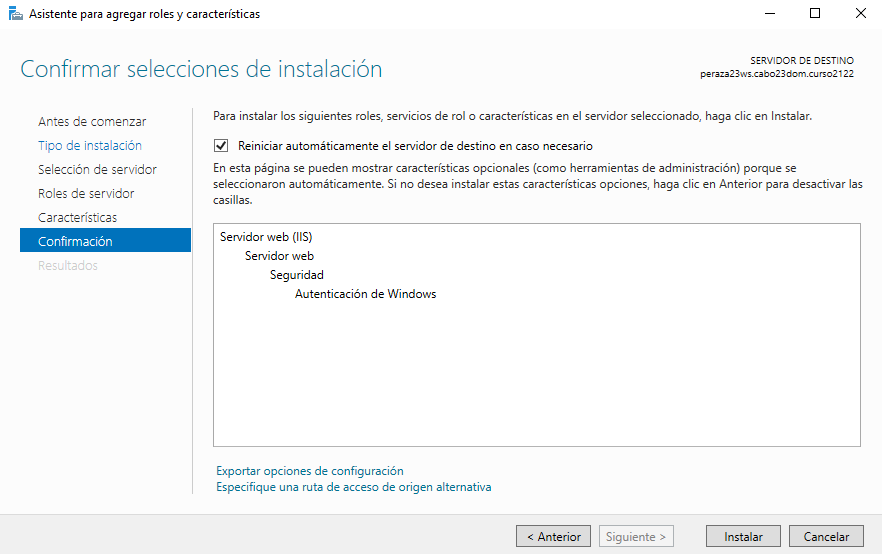 Asistente para agregar roles y características
Confirmar selecciones de instalación
SERVIDOR DE DESTINO
peraza23ws.cabo23dom.curso2122
Antes de comenzar
Tipo de instalación
Selección de servidor
Roles de servidor
Características
Confirmación
Resultados
Para instalar los siguientes roles, servicios de rol o características en el servidor seleccionado, haga clic en Instalar.
Reiniciar automáticamente el servidor de destino en caso necesario
En esta página se pueden mostrar características opcionales (como herramientas de administración) porque se
seleccionaron automáticamente. Si no desea instalar estas características opciones, haga clic en Anterior para desactivar las
casillas.
Servidor web (IIS)
Servidor web
Seguridad
Autenticación de Windows
Exportar opciones de configuración
Especifique una ruta de acceso de origen alternativa
< Anterior
Siguiente >
Instalar
Cancelar